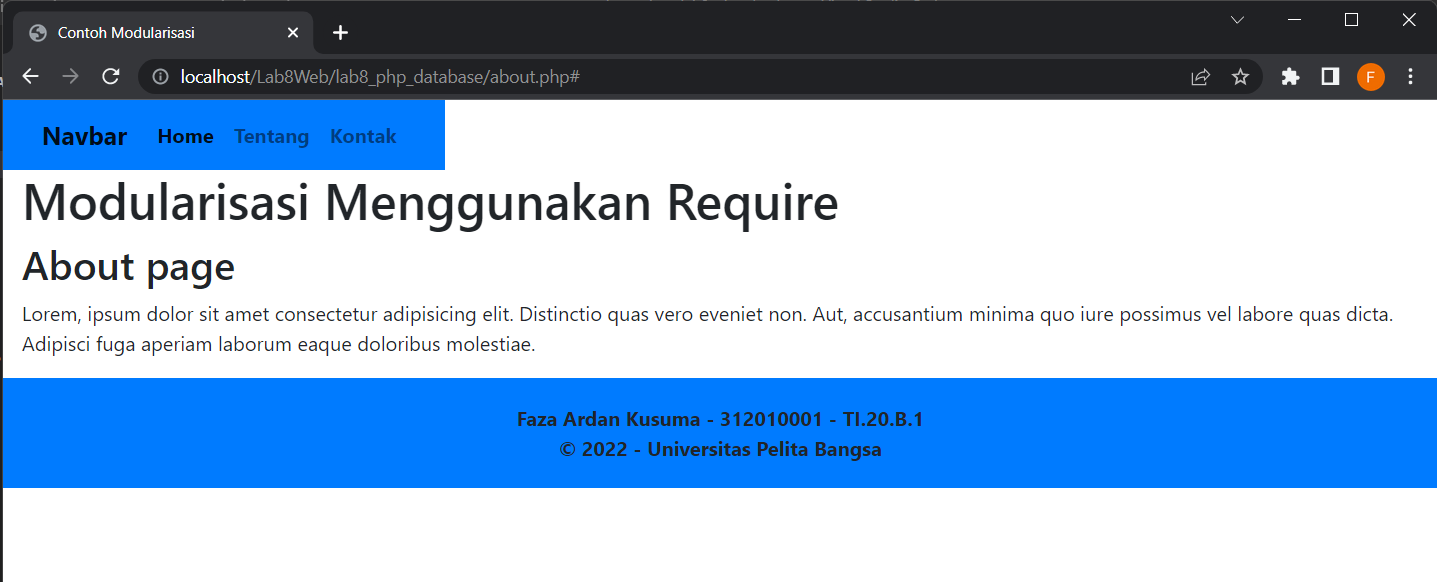 Contoh Modularisasi
localhost/Lab8Web/lab8_php_database/about.php#
F
Navbar Home Tentang Kontak
Modularisasi Menggunakan Require
About page
Lorem, ipsum dolor sit amet consectetur adipisicing elit. Distinctio quas vero eveniet non. Aut, accusantium minima quo iure possimus vel labore quas dicta.
Adipisci fuga aperiam laborum eaque doloribus molestiae.
Faza Ardan Kusuma - 312010001 - TI.20.B.1
© 2022 - Universitas Pelita Bangsa